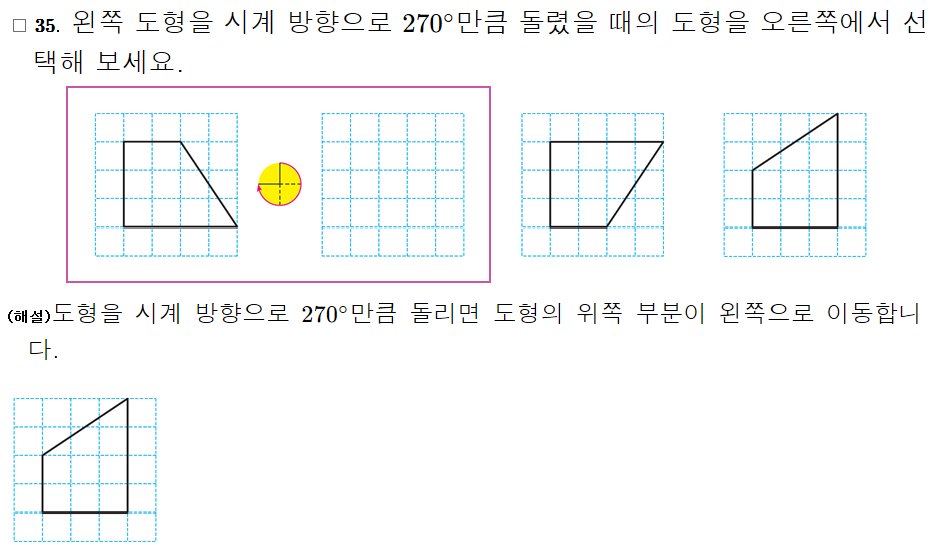 □ 35. 왼쪽 도형을 시계 방향으로 270°만큼 돌렸을 때의 도형을 오른쪽에서 선
택해 보세요.
(해설)도형을 시계 방향으로 270°만큼 돌리면 도형의 위쪽 부분이 왼쪽으로 이동합니
다.